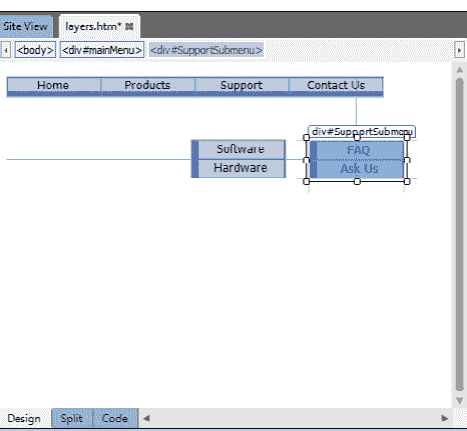 Site View layers.htm*
<body> <div#mainMenu> <div#SupportSubmenu>
Home Products Support Contact Us
div#SupportSubmenu
Software FAQ
Hardware Ask Us
Design Split Code